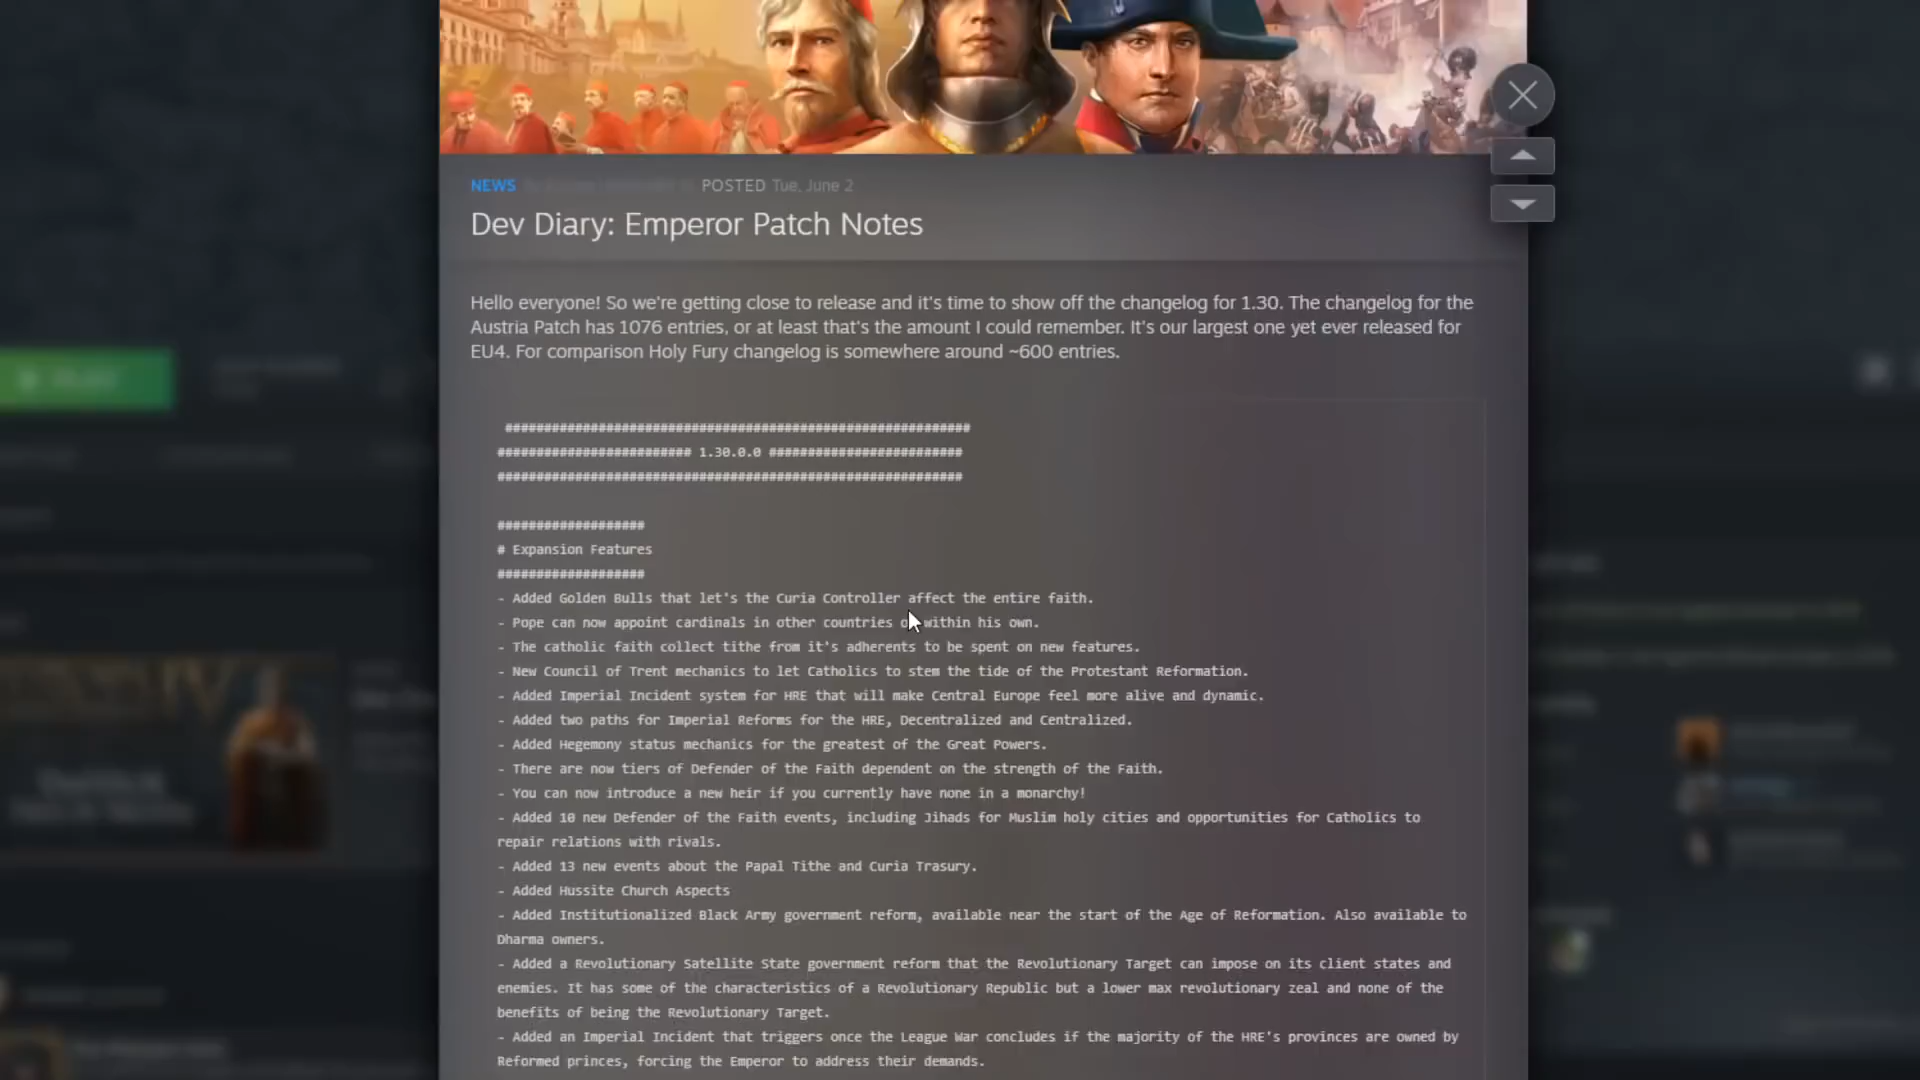 NEWS POSTED Tue, June 2
Dev Diary: Emperor Patch Notes
Hello everyone! So we're getting close to release and it's time to show off the changelog for 1.30. The changelog for the
Austria Patch has 1076 entries, or at least that's the amount I could remember. It's our largest one yet ever released for
EU4. For comparison Holy Fury changelog is somewhere around ~600 entries.
############################################################
######################### 1.30.0.0 #########################
############################################################
###################
# Expansion Features
###################
- Added Golden Bulls that let's the Curia Controller affect the entire faith.
- Pope can now appoint cardinals in other countries within his own.
- The catholic faith collect tithe from it's adherents to be spent on new features.
- New Council of Trent mechanics to let Catholics to stem the tide of the Protestant Reformation.
- Added Imperial Incident system for HRE that will make Central Europe feel more alive and dynamic.
- Added two paths for Imperial Reforms for the HRE, Decentralized and Centralized.
- Added Hegemony status mechanics for the greatest of the Great Powers.
- There are now tiers of Defender of the Faith dependent on the strength of the Faith.
- You can now introduce a new heir if you currently have none in a monarchy!
- Added 10 new Defender of the Faith events, including Jihads for Muslim holy cities and opportunities for Catholics to
repair relations with rivals.
- Added 13 new events about the Papal Tithe and Curia Trasury.
- Added Hussite Church Aspects
- Added Institutionalized Black Army government reform, available near the start of the Age of Reformation. Also available to
Dharma owners.
- Added a Revolutionary Satellite State government reform that the Revolutionary Target can impose on its client states and
enemies. It has some of the characteristics of a Revolutionary Republic but a lower max revolutionary zeal and none of the
benefits of being the Revolutionary Target.
- Added an Imperial Incident that triggers once the League War concludes if the majority of the HRE's provinces are owned by
Reformed princes, forcing the Emperor to address their demands.